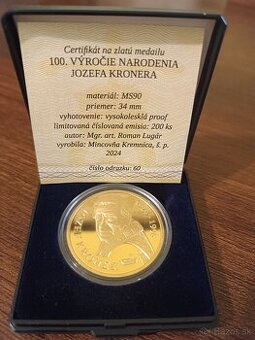 Certifikát na zlatú medailu
100. VÝROČIE NARODENIA
JOZEFA KRONERA
materiál: MS90
priemer: 34 mm
vyhotovenie: vysokolesklá proof
limitovaná číslovaná emisia: 200 ks
autor: Mgr. art. Roman Lugár
vyrobila: Mincovňa Kremnica, š. p.
2024
číslo odrazku: 60